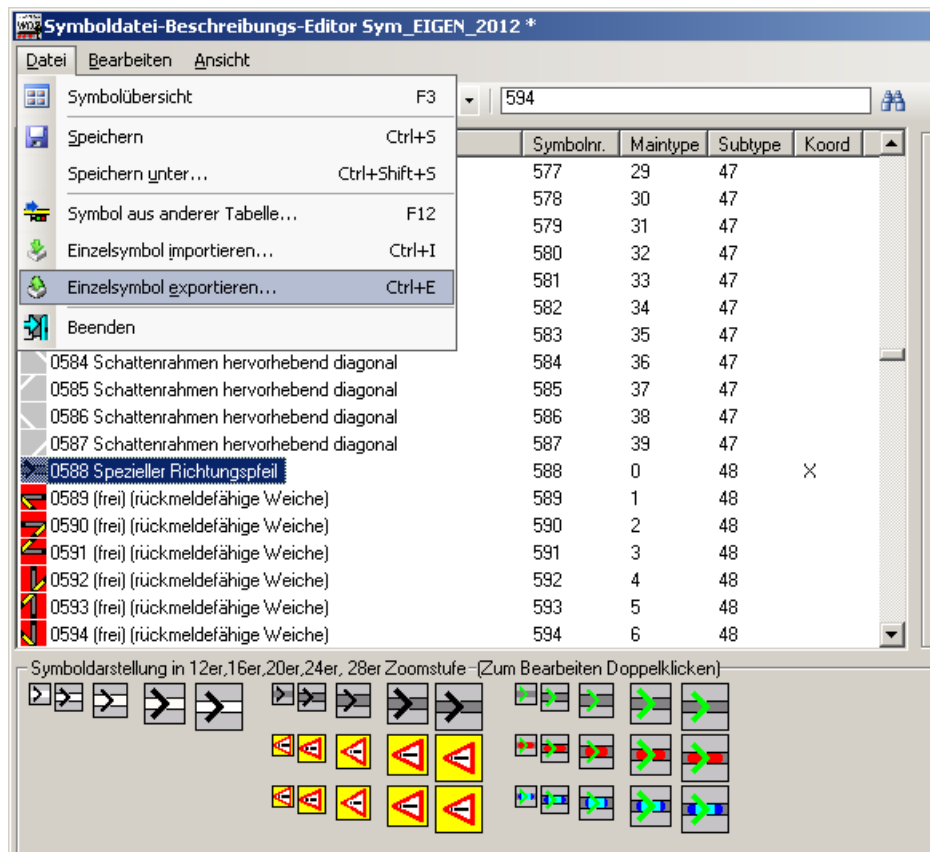 Symboldatei-Beschreibungs-Editor Sym_EIGEN_2012 *
Datei Bearbeiten Ansicht
Symbolübersicht F3 594
Speichern Ctrl+S Symbolnr. Maintype Subtype Koord
Speichern unter... Ctrl+Shift+S 577 29 47
578 30 47
Symbol aus anderer Tabelle... F12 579 31 47
Einzelsymbol importieren... Ctrl+I 580 32 47
Einzelsymbol exportieren... Ctrl+E 581 33 47
582 34 47
Beenden 583 35 47
0584 Schattenrahmen hervorhebend diagonal 584 36 47
0585 Schattenrahmen hervorhebend diagonal 585 37 47
0586 Schattenrahmen hervorhebend diagonal 586 38 47
0587 Schattenrahmen hervorhebend diagonal 587 39 47
0588 Spezieller Richtungspfeil 588 0 48 X
0589 (frei) (rückmeldefähige Weiche) 589 1 48
0590 (frei) (rückmeldefähige Weiche) 590 2 48
0591 (frei) (rückmeldefähige Weiche) 591 3 48
0592 (frei) (rückmeldefähige Weiche) 592 4 48
0593 (frei) (rückmeldefähige Weiche) 593 5 48
0594 (frei) (rückmeldefähige Weiche) 594 6 48
Symboldarstellung in 12er,16er,20er,24er, 28er Zoomstufe-(Zum Bearbeiten Doppelklicken)